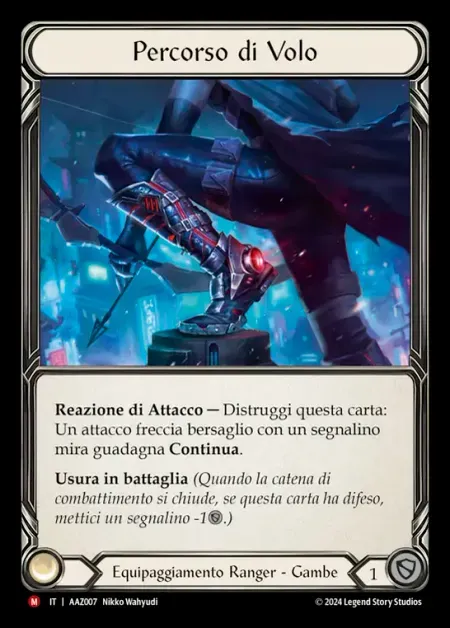 Percorso di Volo
Reazione di Attacco — Distruggi questa carta:
Un attacco freccia bersaglio con un segnalino
mira guadagna Continua.
Usura in battaglia (Quando la catena di
combattimento si chiude, se questa carta ha difeso,
mettici un segnalino -1.)
Equipaggiamento Ranger - Gambe
1
M IT | AAZ007 Nikko Wahyudi
© 2024 Legend Story Studios